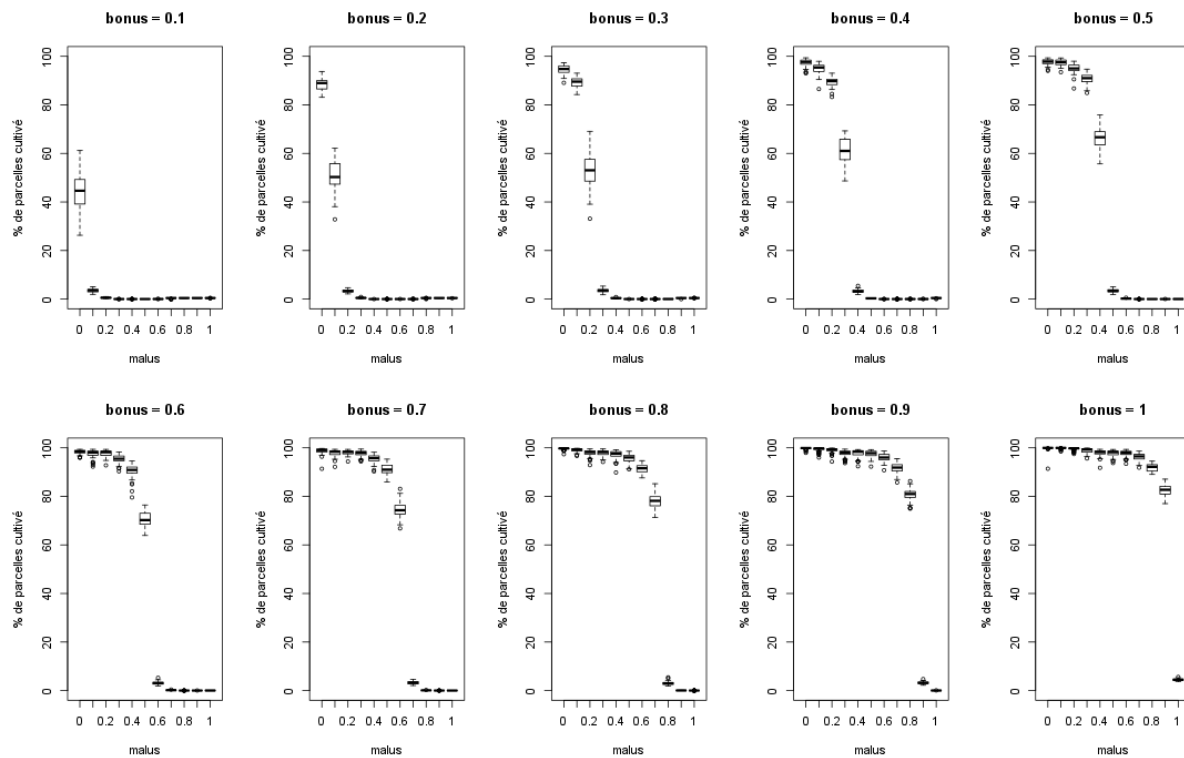 bonus = 0.1
% de parcelles cultivé
0 20 40 60 80 100
0 0.2 0.4 0.6 0.8 1
malus
bonus = 0.2
% de parcelles cultivé
0 20 40 60 80 100
0 0.2 0.4 0.6 0.8 1
malus
bonus = 0.3
% de parcelles cultivé
0 20 40 60 80 100
0 0.2 0.4 0.6 0.8 1
malus
bonus = 0.4
% de parcelles cultivé
0 20 40 60 80 100
0 0.2 0.4 0.6 0.8 1
malus
bonus = 0.5
% de parcelles cultivé
0 20 40 60 80 100
0 0.2 0.4 0.6 0.8 1
malus
bonus = 0.6
% de parcelles cultivé
0 20 40 60 80 100
0 0.2 0.4 0.6 0.8 1
malus
bonus = 0.7
% de parcelles cultivé
0 20 40 60 80 100
0 0.2 0.4 0.6 0.8 1
malus
bonus = 0.8
% de parcelles cultivé
0 20 40 60 80 100
0 0.2 0.4 0.6 0.8 1
malus
bonus = 0.9
% de parcelles cultivé
0 20 40 60 80 100
0 0.2 0.4 0.6 0.8 1
malus
bonus = 1
% de parcelles cultivé
0 20 40 60 80 100
0 0.2 0.4 0.6 0.8 1
malus